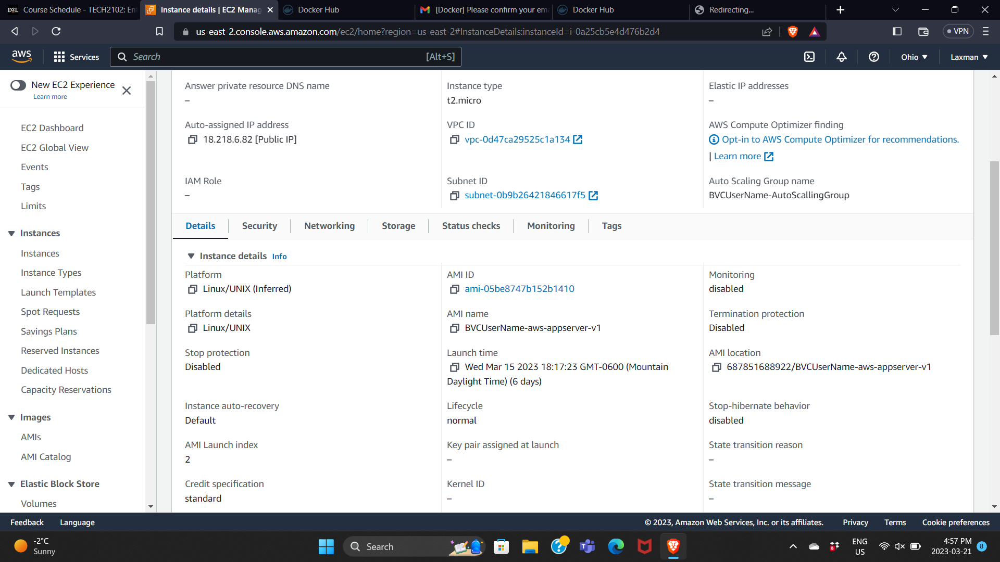 D2L Course Schedule - TECH2102: Ent
Instance details | EC2 Manag
Docker Hub
[Docker] Please confirm your ema
Docker Hub
Redirecting...
us-east-2.console.aws.amazon.com/ec2/home?region=us-east-2#InstanceDetails:instanceId=i-0a25cb5e4d476b2d4
VPN
aws
Services
Search
[Alt+S]
Ohio
Laxman
New EC2 Experience
Learn more
EC2 Dashboard
EC2 Global View
Events
Tags
Limits
Instances
Instances
Instance Types
Launch Templates
Spot Requests
Savings Plans
Reserved Instances
Dedicated Hosts
Capacity Reservations
Images
AMIs
AMI Catalog
Elastic Block Store
Volumes
Answer private resource DNS name
–
Instance type
t2.micro
Elastic IP addresses
–
Auto-assigned IP address
18.218.6.82 [Public IP]
VPC ID
vpc-0d47ca29525c1a134
AWS Compute Optimizer finding
Opt-in to AWS Compute Optimizer for recommendations.
| Learn more
IAM Role
–
Subnet ID
subnet-0b9b26421846617f5
Auto Scaling Group name
BVCUserName-AutoScallingGroup
Details
Security
Networking
Storage
Status checks
Monitoring
Tags
Instance details Info
Platform
Linux/UNIX (Inferred)
AMI ID
ami-05be8747b152b1410
Monitoring
disabled
Platform details
Linux/UNIX
AMI name
BVCUserName-aws-appserver-v1
Termination protection
Disabled
Stop protection
Disabled
Launch time
Wed Mar 15 2023 18:17:23 GMT-0600 (Mountain
Daylight Time) (6 days)
AMI location
687851688922/BVCUserName-aws-appserver-v1
Instance auto-recovery
Default
Lifecycle
normal
Stop-hibernate behavior
disabled
AMI Launch index
2
Key pair assigned at launch
–
State transition reason
–
Credit specification
standard
Kernel ID
–
State transition message
–
Feedback
Language
© 2023, Amazon Web Services, Inc. or its affiliates.
Privacy
Terms
Cookie preferences
-2°C
Sunny
Search
ENG
US
4:57 PM
2023-03-21
8